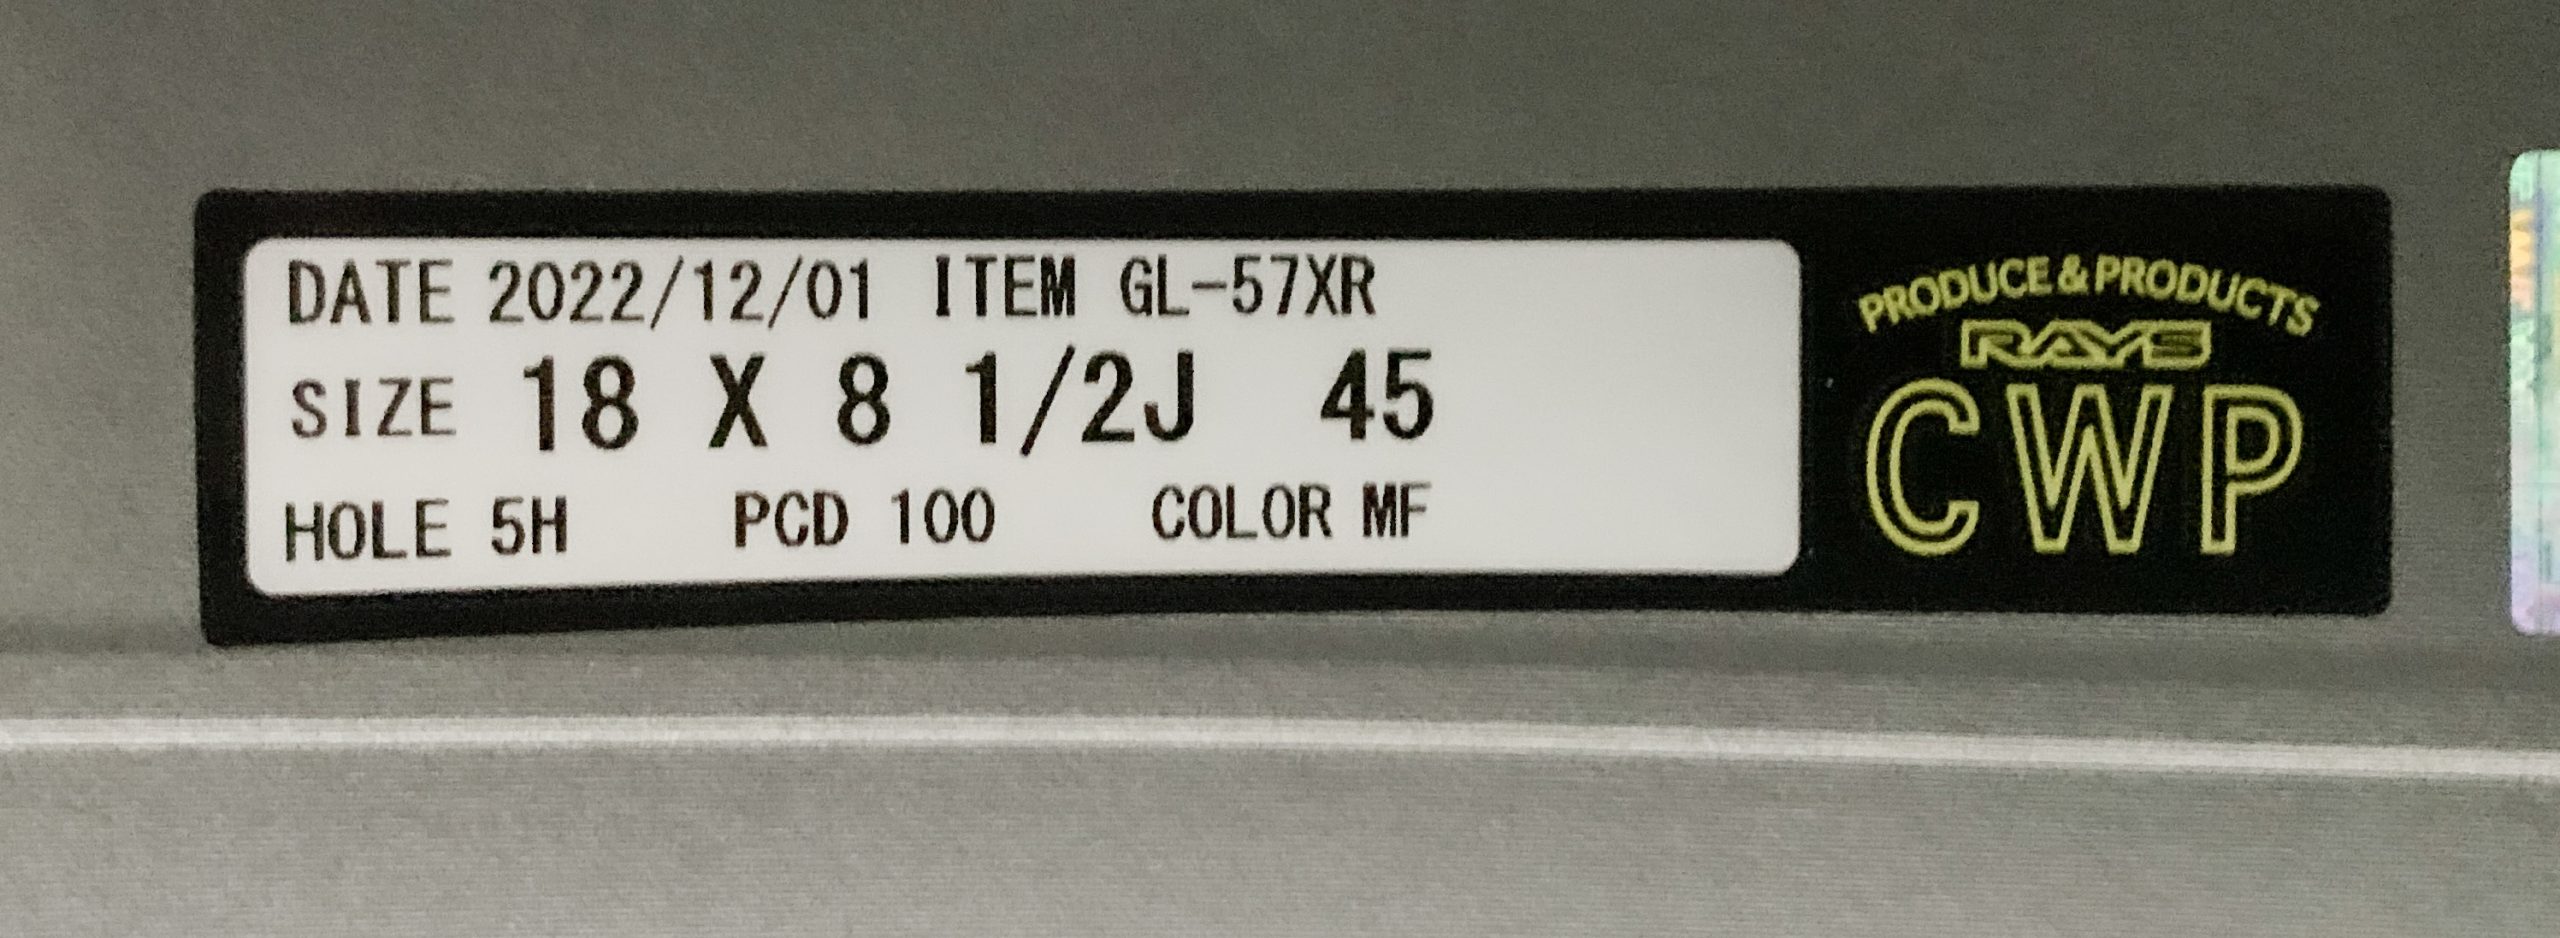 DATE 2022/12/01 ITEM GL-57XR
SIZE 18 X 8 1/2J 45
HOLE 5H PCD 100 COLOR MF
PRODUCE & PRODUCTS
RAYS
CWP